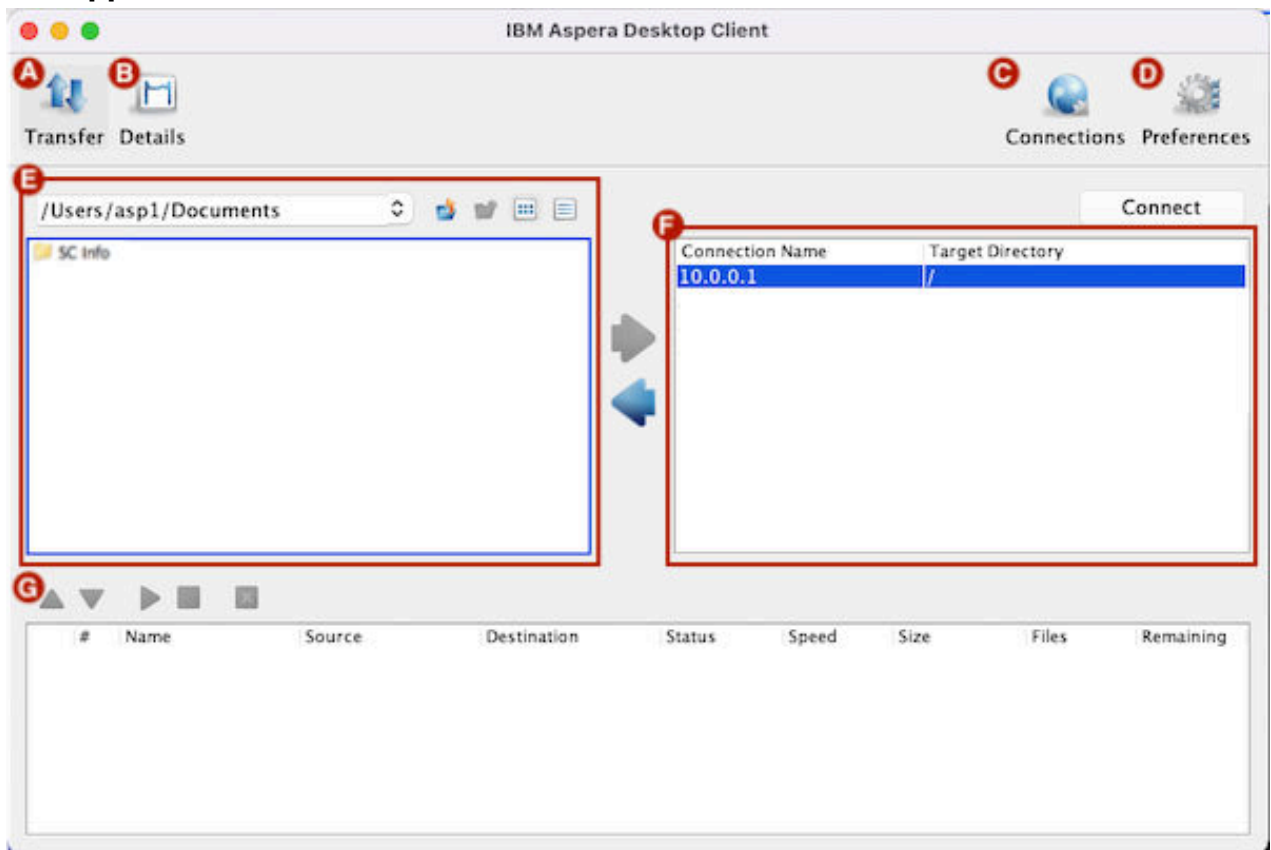 IBM Aspera Desktop Client
A B C D
Transfer Details Connections Preferences
E
/Users/asp1/Documents Connect
F
SC Info
Connection Name Target Directory
10.0.0.1 /
G
# Name Source Destination Status Speed Size Files Remaining